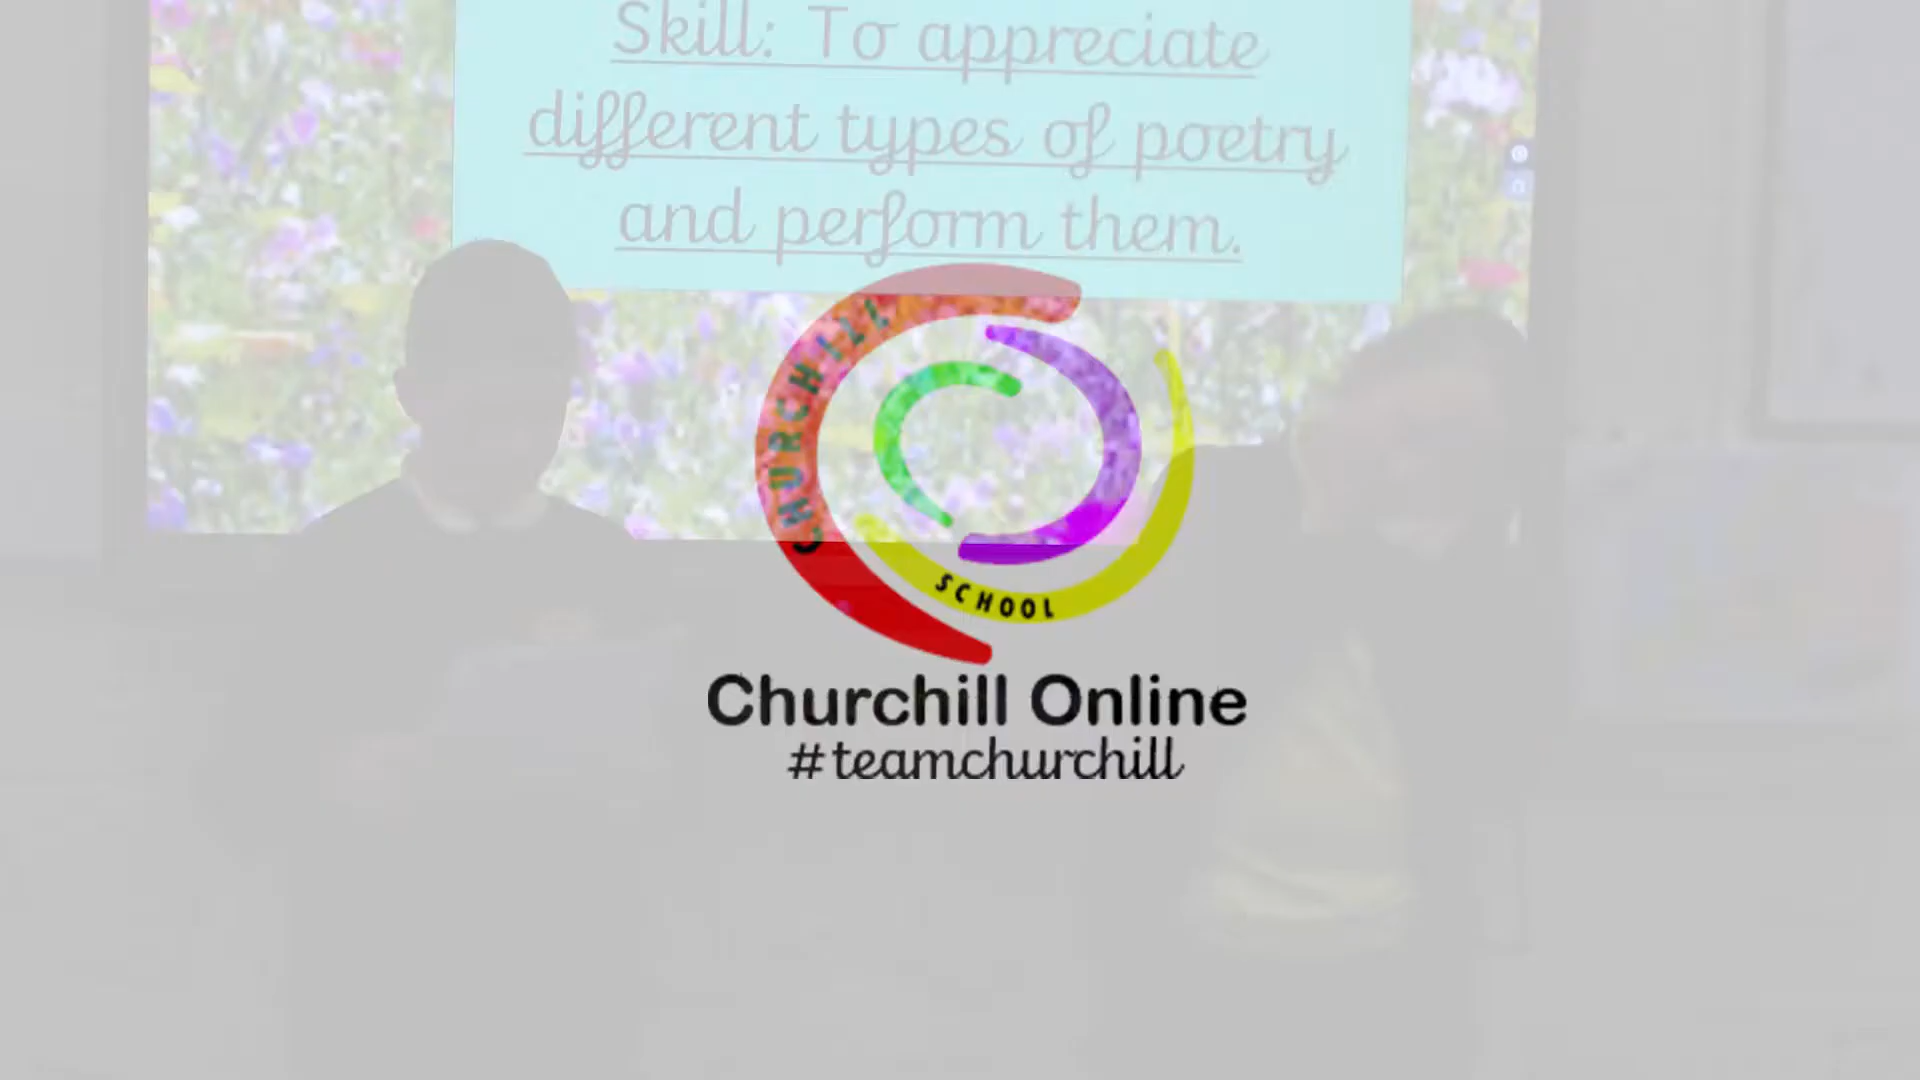 Skill: To appreciate
different types of poetry
and perform them.
CHURCHILL
SCHOOL
Churchill Online
#teamchurchill